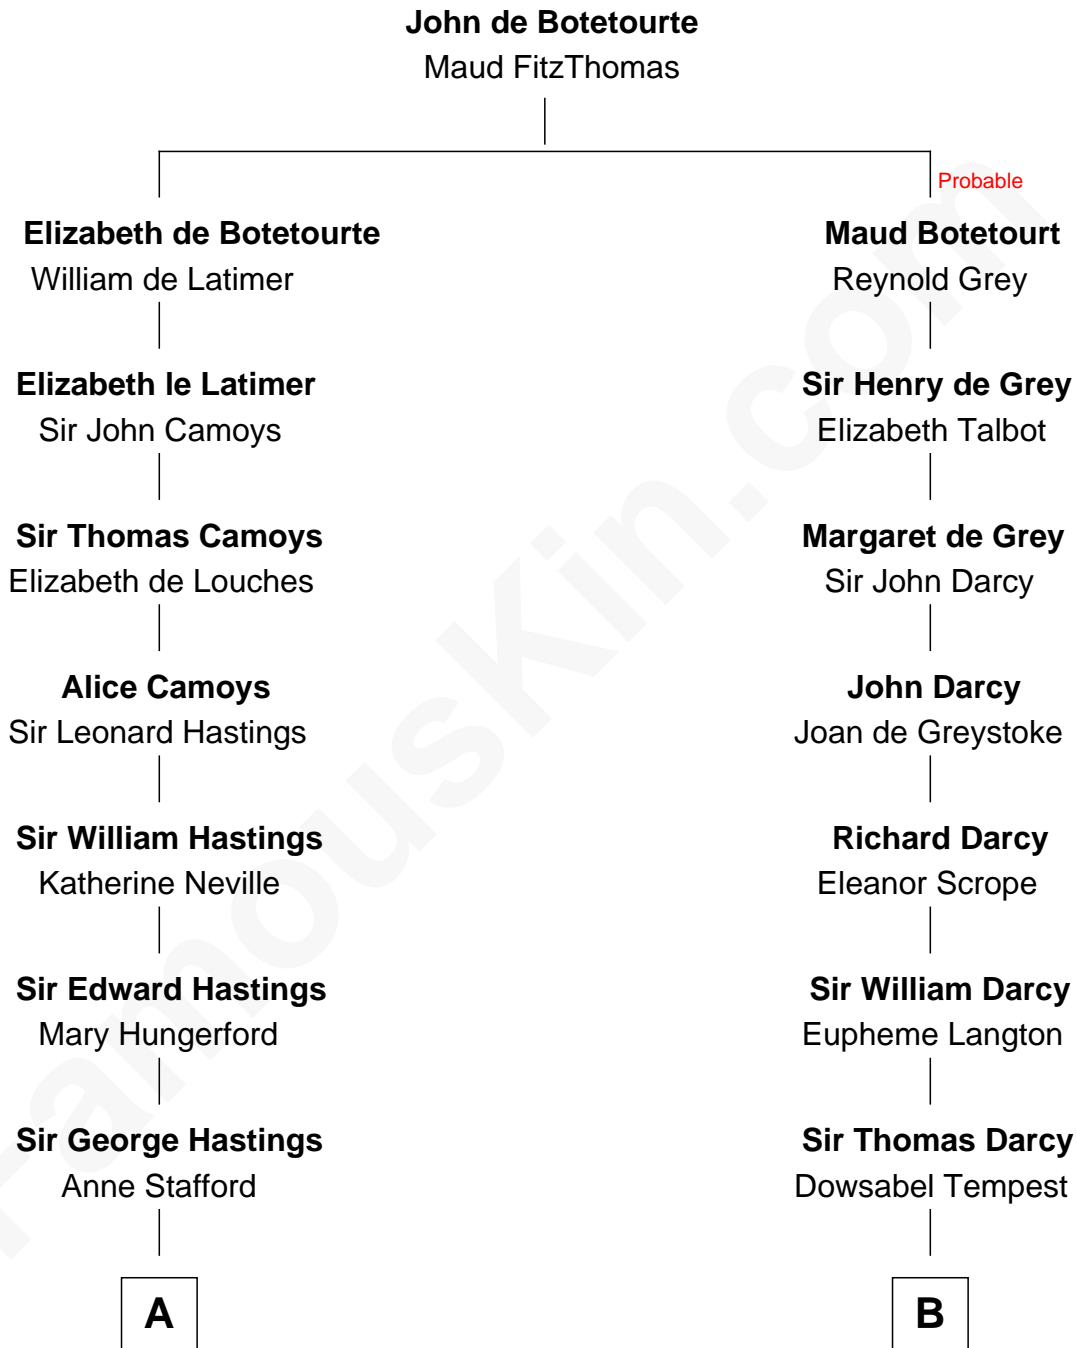 John de Botetourte
Maud FitzThomas
Probable
Elizabeth de Botetourte
William de Latimer
Maud Botetourt
Reynold Grey
Elizabeth le Latimer
Sir John Camoys
Sir Henry de Grey
Elizabeth Talbot
Sir Thomas Camoys
Elizabeth de Louches
Margaret de Grey
Sir John Darcy
Alice Camoys
Sir Leonard Hastings
John Darcy
Joan de Greystoke
Sir William Hastings
Katherine Neville
Richard Darcy
Eleanor Scrope
Sir Edward Hastings
Mary Hungerford
Sir William Darcy
Eupheme Langton
Sir George Hastings
Anne Stafford
Sir Thomas Darcy
Dowsabel Tempest
A
B
FamousKin.com